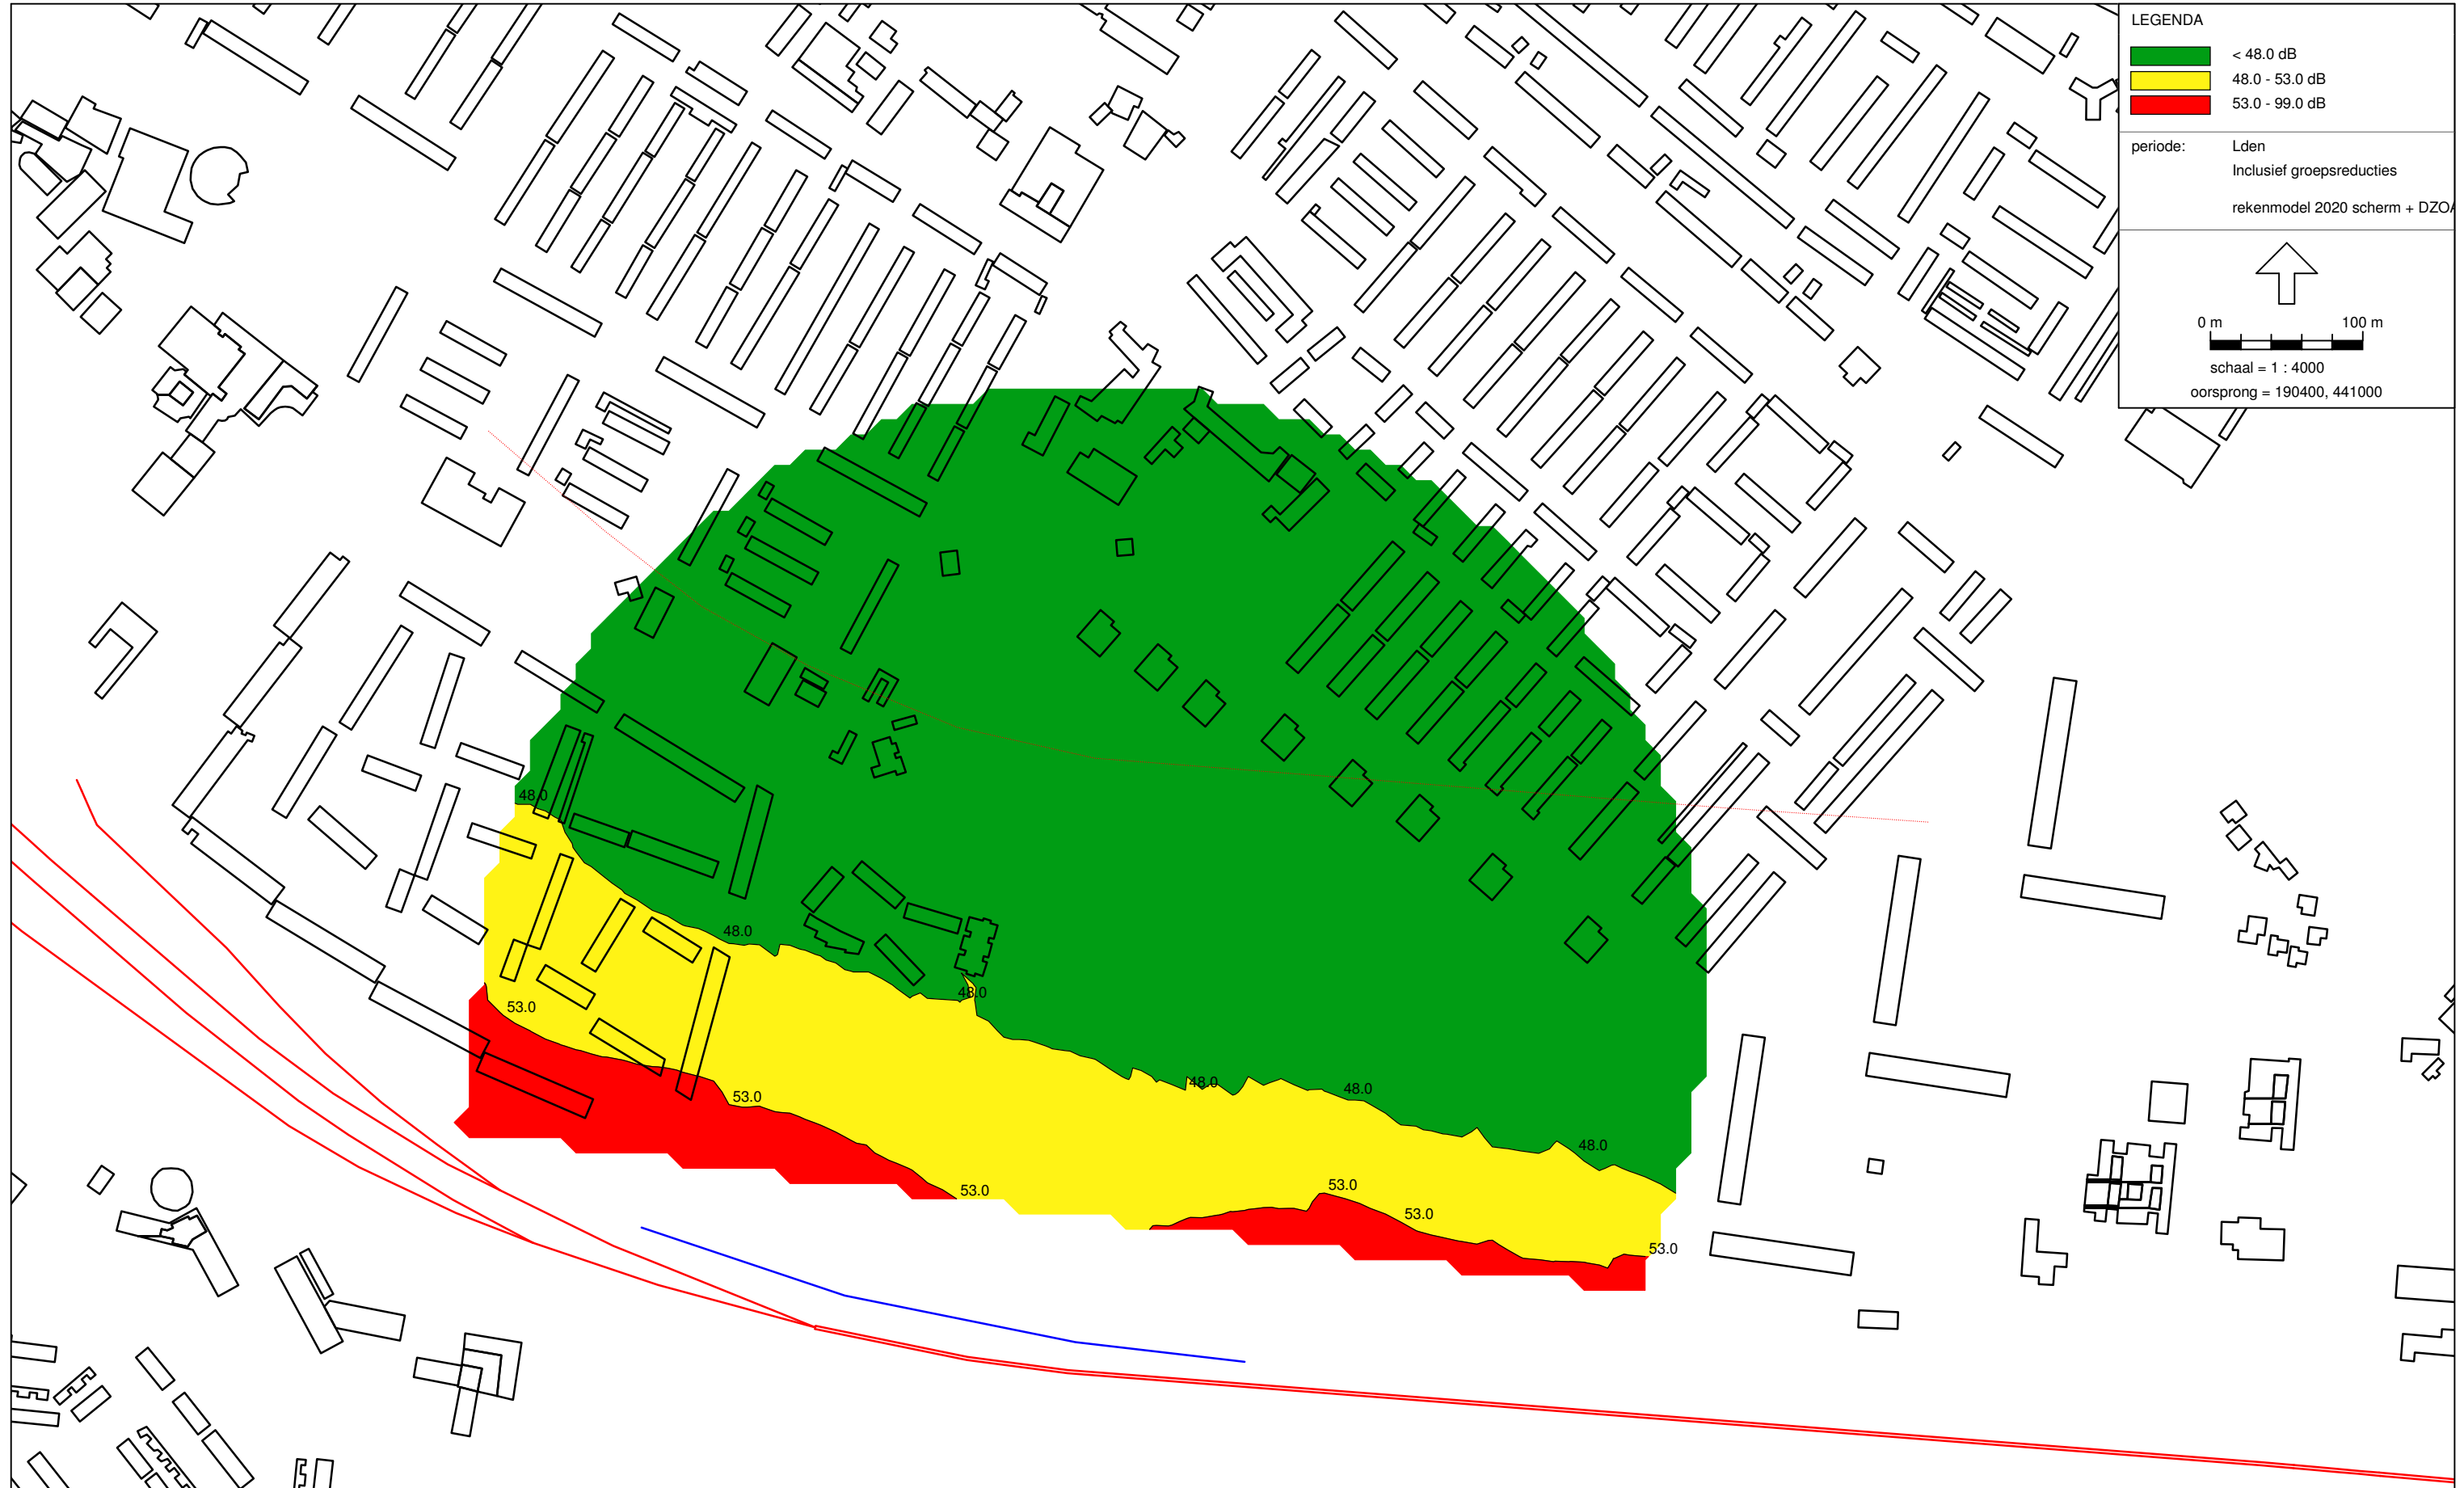 LEGENDA
< 48.0 dB
48.0 - 53.0 dB
53.0 - 99.0 dB
periode: Lden
Inclusief groepsreducties
rekenmodel 2020 scherm + DZOA
0 m 100 m
schaal = 1 : 4000
oorsprong = 190400, 441000
48.0
48.0
48.0
53.0
48.0
48.0
53.0
48.0
53.0
53.0
53.0
53.0